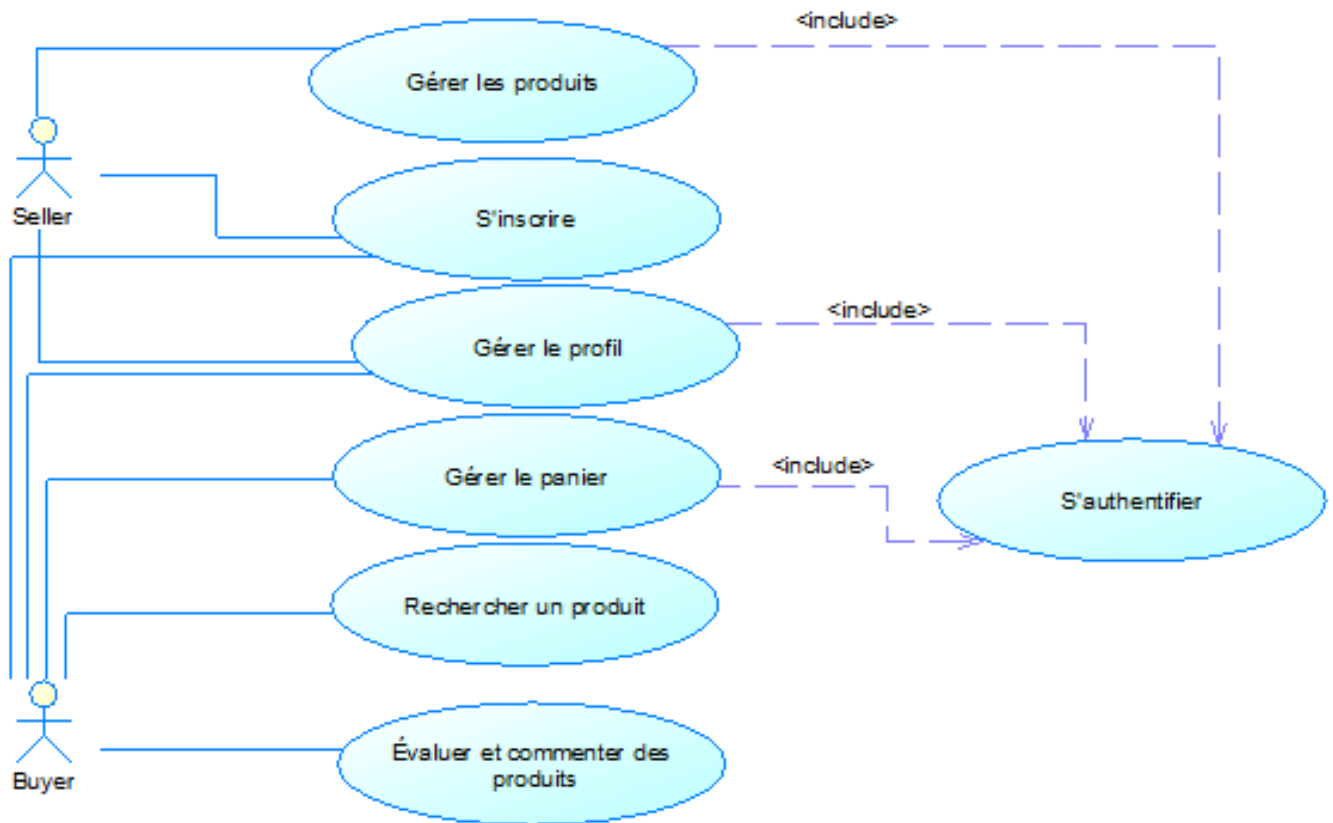 <include>
Gérer les produits
Seller
S'inscrire
<include>
Gérer le profil
<include>
Gérer le panier
S'authentifier
Rechercher un produit
Évaluer et commenter des
produits
Buyer